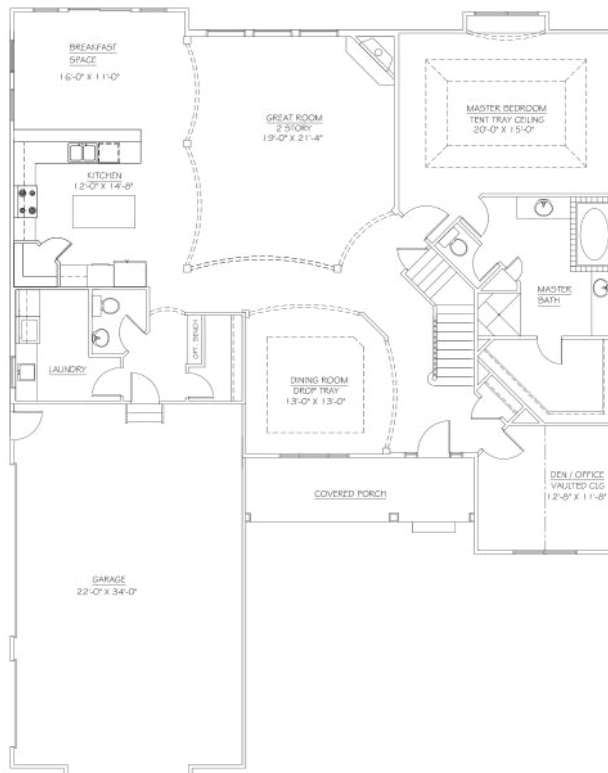 BREAKFAST
SPACE
16'-0" X 11'-0"
GREAT ROOM
2 STORY
19'-0" X 21'-4"
MASTER BEDROOM
TENT TRAY CEILING
20'-0" X 15'-0"
KITCHEN
12'-0" X 14'-8"
MASTER
BATH
OPT. BENCH
LAUNDRY
DINING ROOM
DROP TRAY
13'-0" X 13'-0"
DEN / OFFICE
VAULTED CLG
12'-8" X 11'-8"
COVERED PORCH
GARAGE
22'-0" X 34'-0"